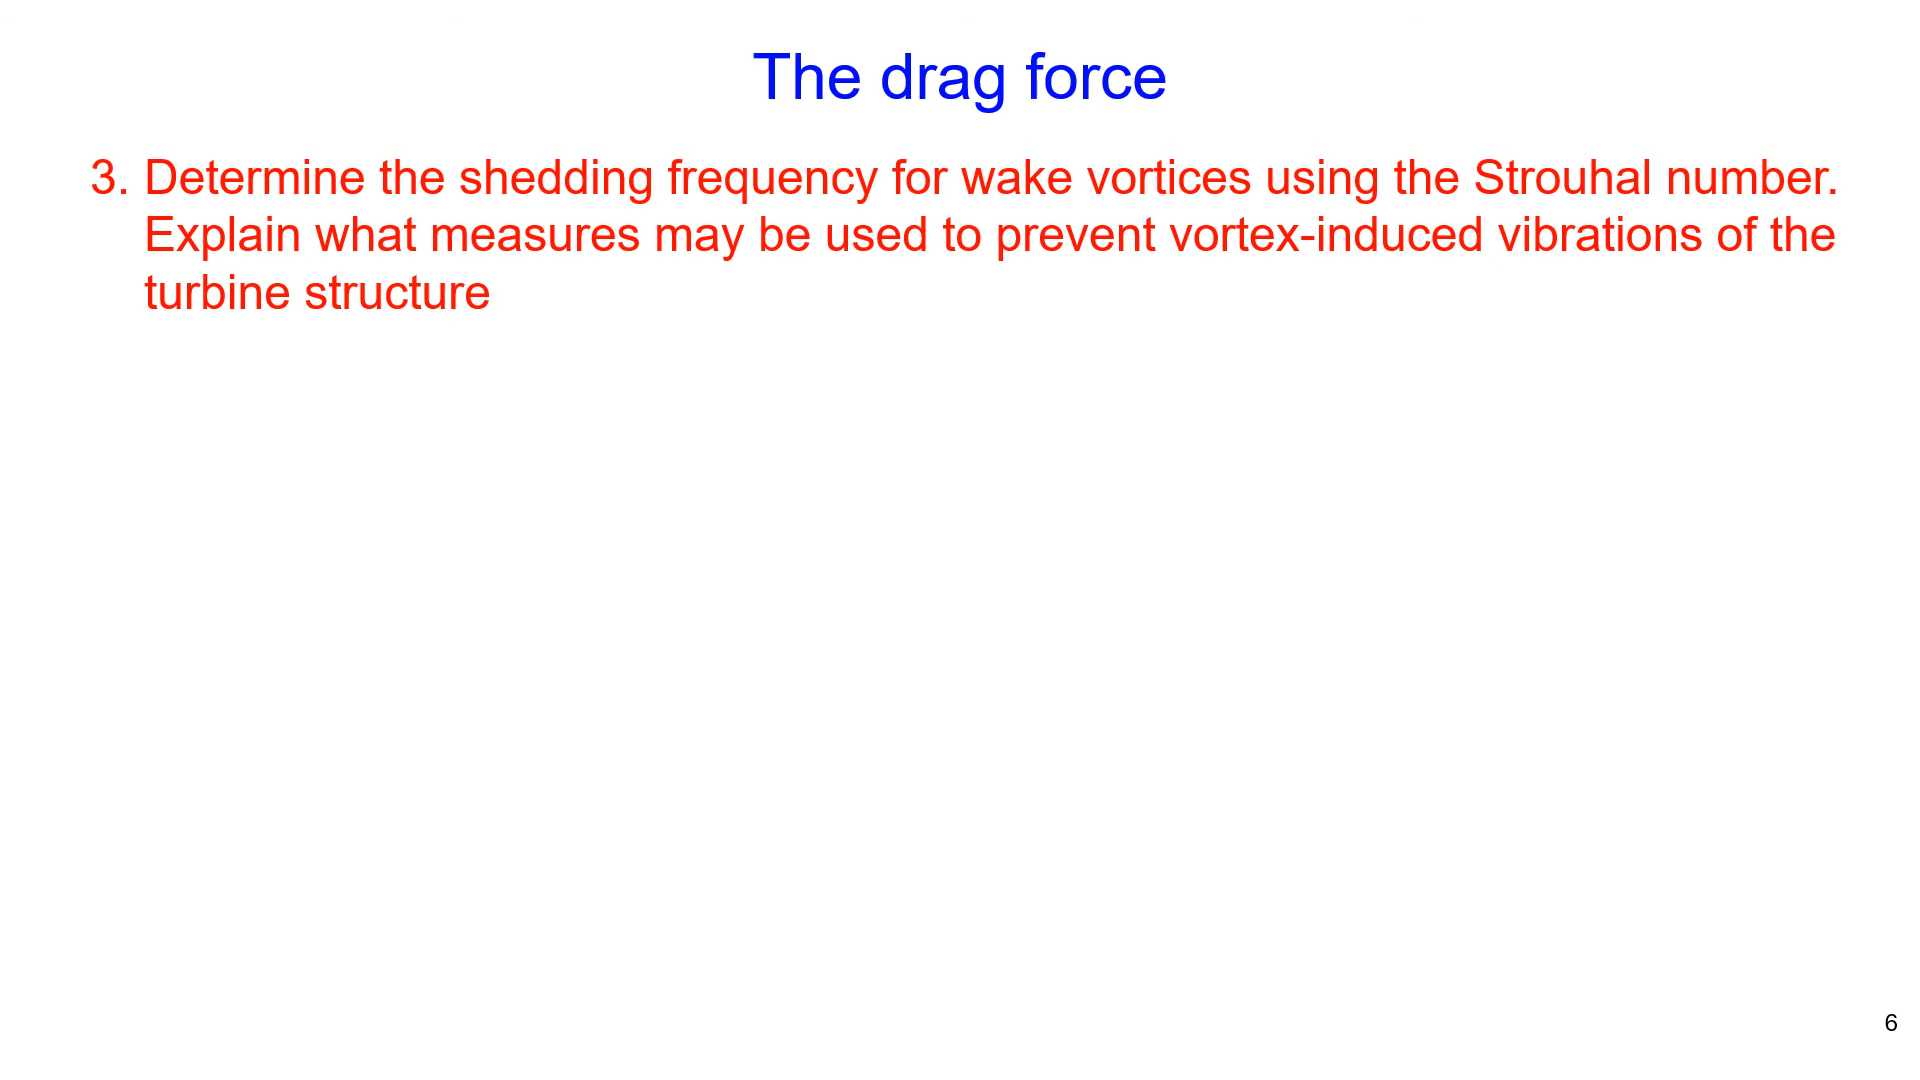 The drag force
3. Determine the shedding frequency for wake vortices using the Strouhal number.
Explain what measures may be used to prevent vortex-induced vibrations of the
turbine structure
6